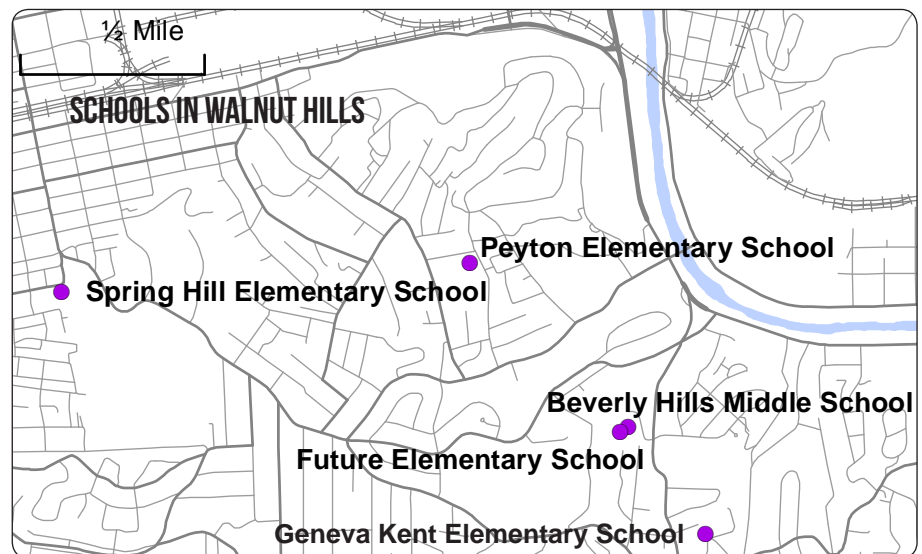 ½ Mile
SCHOOLS IN WALNUT HILLS
Peyton Elementary School
Spring Hill Elementary School
Beverly Hills Middle School
Future Elementary School
Geneva Kent Elementary School